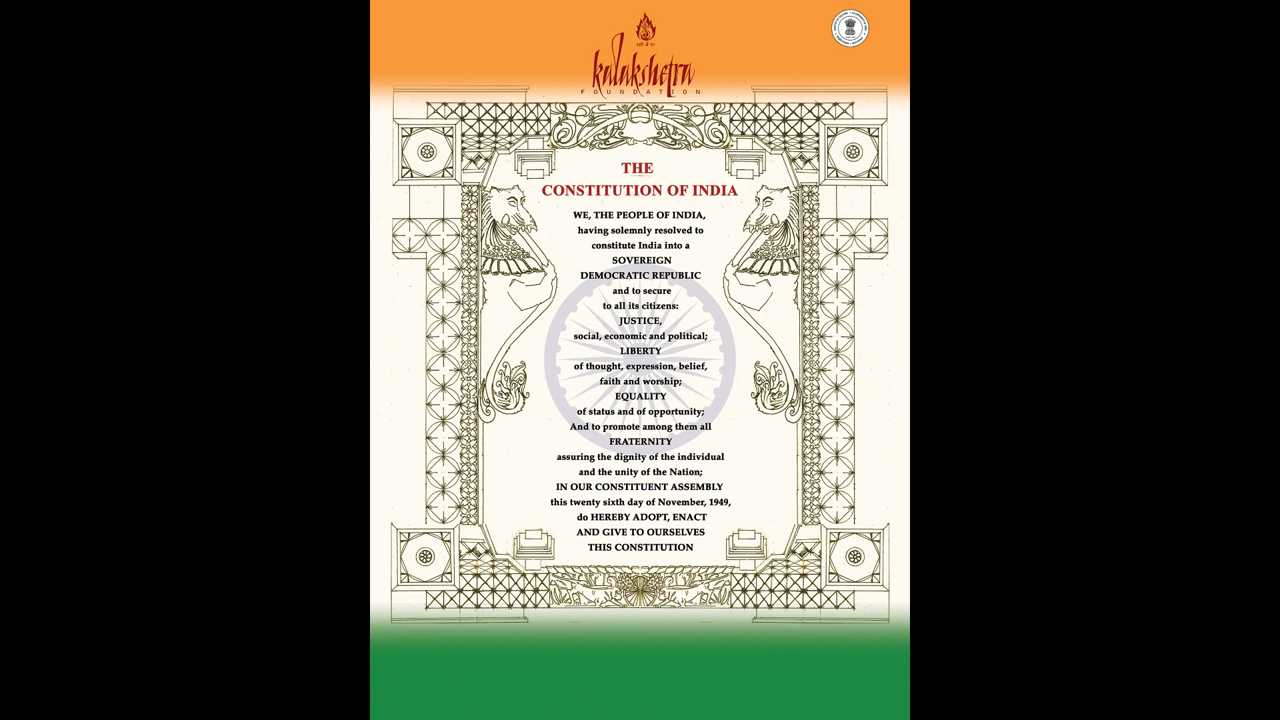 kalakshetra
FOUNDATION
THE
CONSTITUTION OF INDIA
WE, THE PEOPLE OF INDIA,
having solemnly resolved to
constitute India into a
SOVEREIGN
DEMOCRATIC REPUBLIC
and to secure
to all its citizens:
JUSTICE,
social, economic and political;
LIBERTY
of thought, expression, belief,
faith and worship;
EQUALITY
of status and of opportunity;
And to promote among them all
FRATERNITY
assuring the dignity of the individual
and the unity of the Nation;
IN OUR CONSTITUENT ASSEMBLY
this twenty sixth day of November, 1949,
do HEREBY ADOPT, ENACT
AND GIVE TO OURSELVES
THIS CONSTITUTION